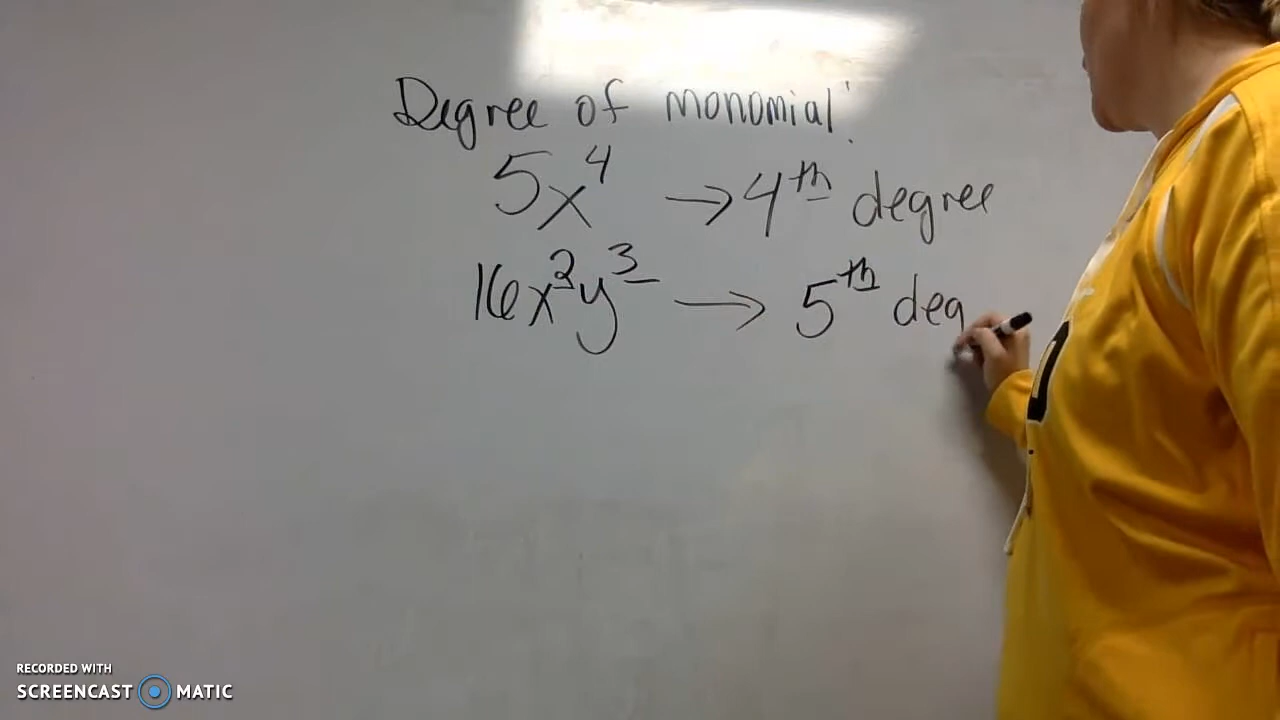 Degree of monomial:
5x⁴ → 4th degree
16x²y³ → 5th deg
RECORDED WITH
SCREENCAST MATIC